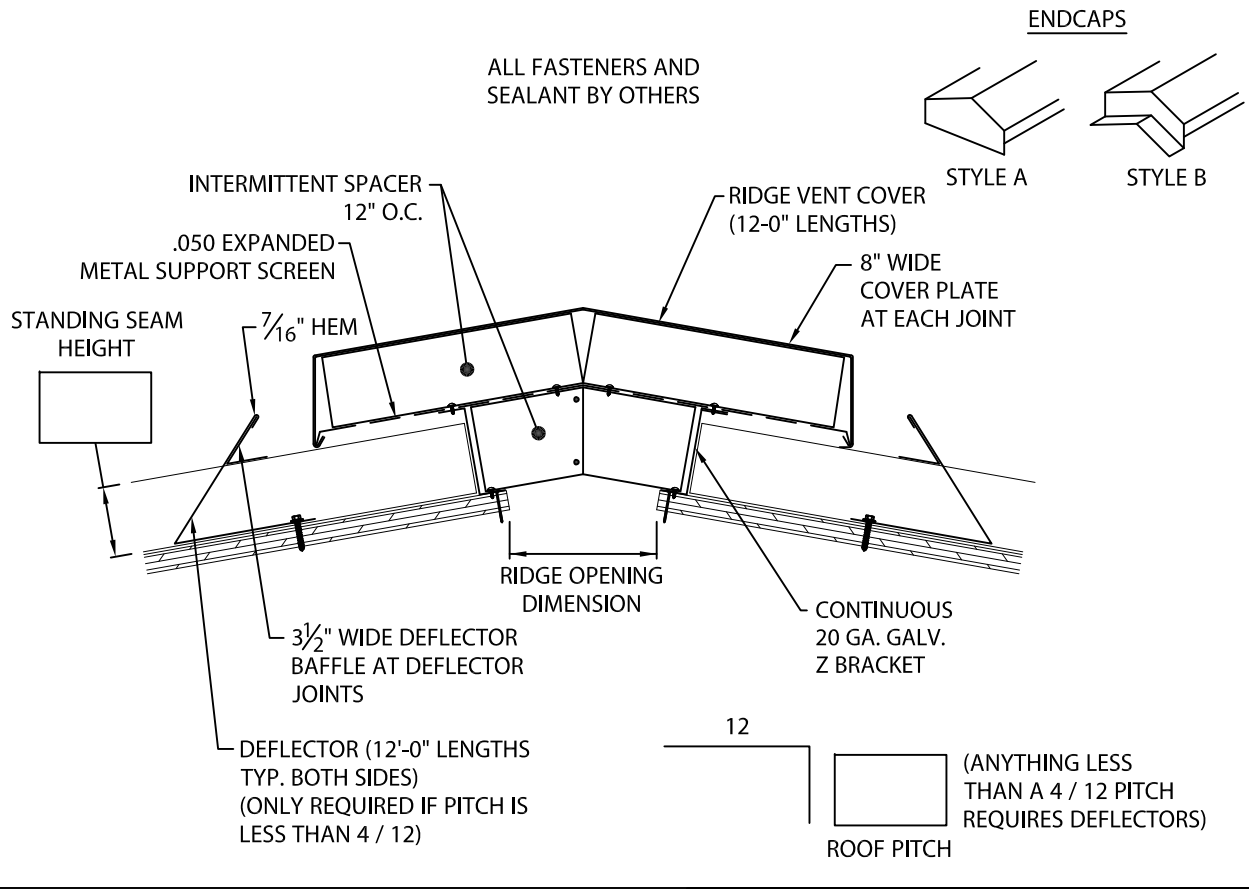 ENDCAPS
ALL FASTENERS AND
SEALANT BY OTHERS
STYLE A
STYLE B
INTERMITTENT SPACER
12" O.C.
RIDGE VENT COVER
(12-0" LENGTHS)
.050 EXPANDED
METAL SUPPORT SCREEN
8" WIDE
COVER PLATE
AT EACH JOINT
STANDING SEAM
HEIGHT
7/16" HEM
RIDGE OPENING
DIMENSION
CONTINUOUS
20 GA. GALV.
Z BRACKET
3 1/2" WIDE DEFLECTOR
BAFFLE AT DEFLECTOR
JOINTS
DEFLECTOR (12'-0" LENGTHS
TYP. BOTH SIDES)
(ONLY REQUIRED IF PITCH IS
LESS THAN 4 / 12)
12
(ANYTHING LESS
THAN A 4 / 12 PITCH
REQUIRES DEFLECTORS)
ROOF PITCH